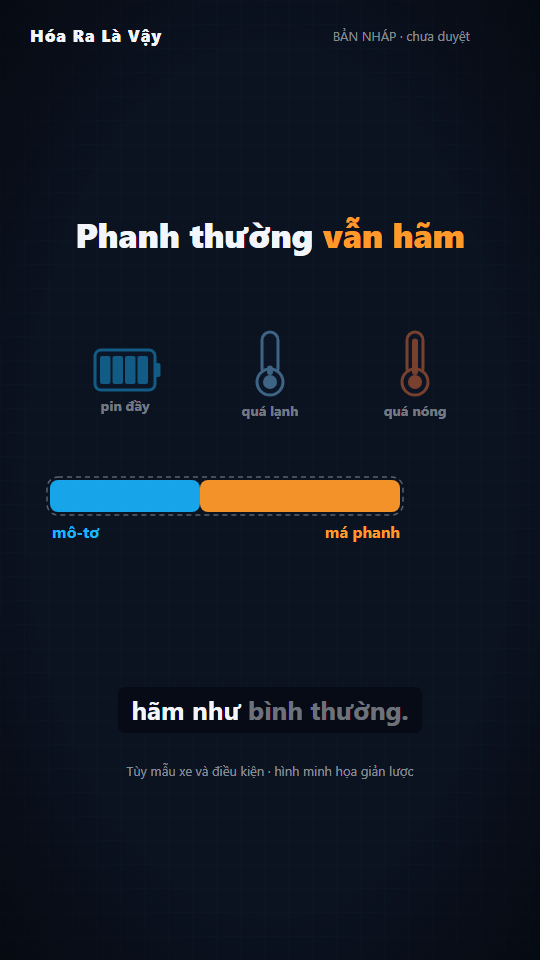 Hóa Ra Là Vậy
BẢN NHÁP · chưa duyệt
Phanh thường vẫn hãm
pin đầy
quá lạnh
quá nóng
mô-tơ
má phanh
hãm như bình thường.
Tùy mẫu xe và điều kiện · hình minh họa giản lược